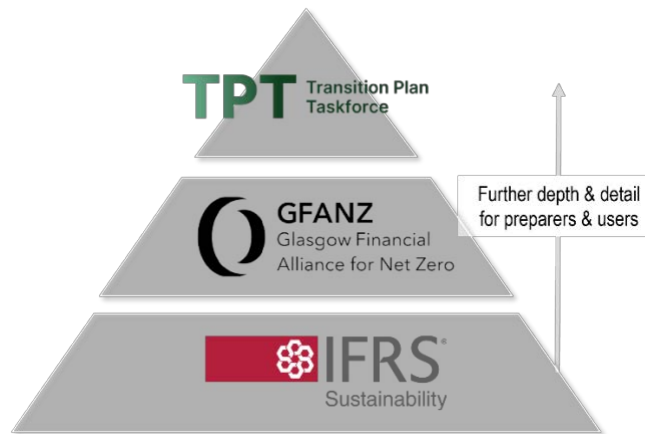 TPT Transition Plan
Taskforce
GFANZ
Glasgow Financial
Alliance for Net Zero
Further depth & detail
for preparers & users
IFRS®
Sustainability